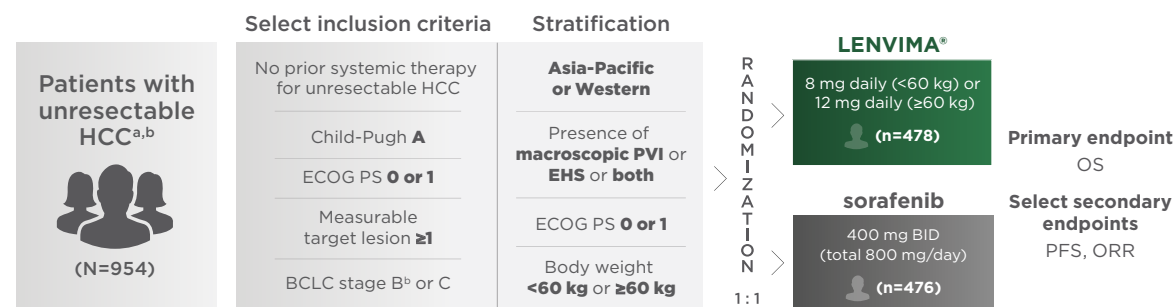 Select inclusion criteria
Stratification
Patients with
unresectable
HCCa,b
(N=954)
No prior systemic therapy
for unresectable HCC
Child-Pugh A
ECOG PS 0 or 1
Measurable
target lesion ≥1
BCLC stage Bb or C
Asia-Pacific
or Western
Presence of
macroscopic PVI or
EHS or both
ECOG PS 0 or 1
Body weight
<60 kg or ≥60 kg
RANDOMIZATION
1:1
LENVIMA®
8 mg daily (<60 kg) or
12 mg daily (≥60 kg)
(n=478)
sorafenib
400 mg BID
(total 800 mg/day)
(n=476)
Primary endpoint
OS
Select secondary
endpoints
PFS, ORR